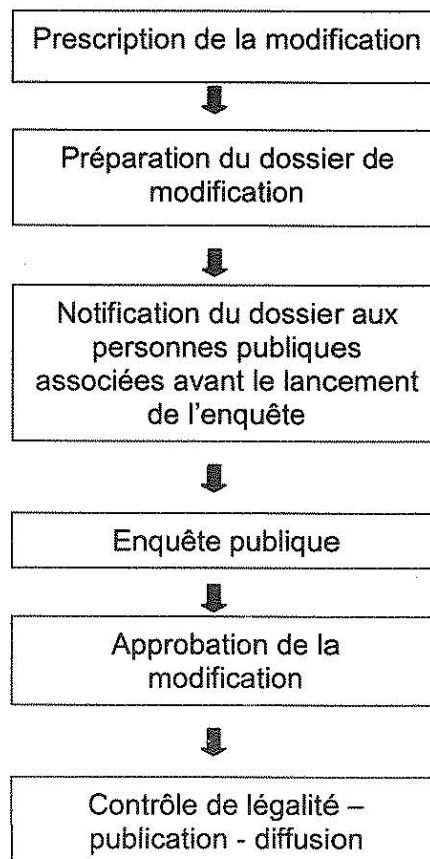 Prescription de la modification
Préparation du dossier de
modification
Notification du dossier aux
personnes publiques
associées avant le lancement
de l'enquête
Enquête publique
Approbation de la
modification
Contrôle de légalité –
publication - diffusion